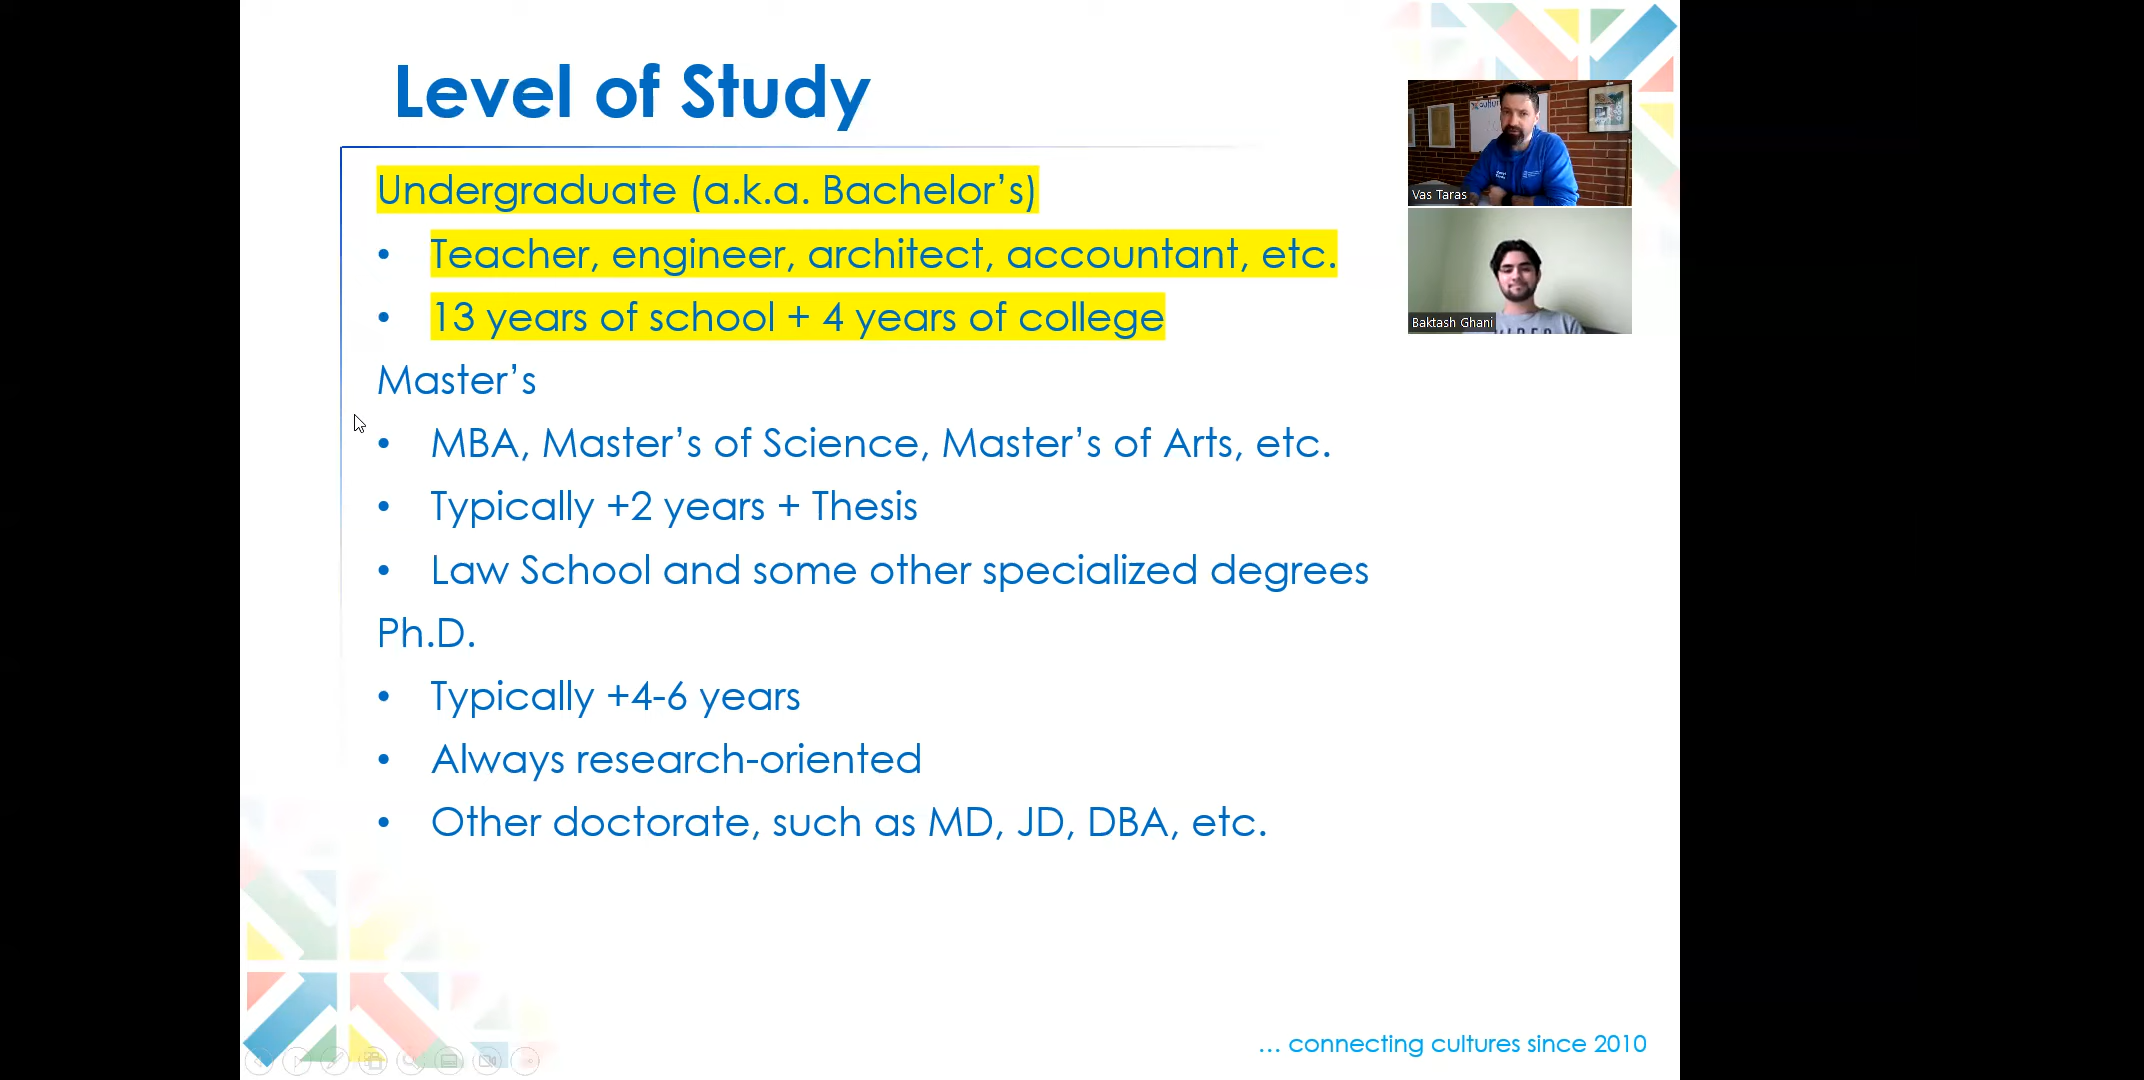 Level of Study
Undergraduate (a.k.a. Bachelor’s)
• Teacher, engineer, architect, accountant, etc.
• 13 years of school + 4 years of college
Master’s
• MBA, Master’s of Science, Master’s of Arts, etc.
• Typically +2 years + Thesis
• Law School and some other specialized degrees
Ph.D.
• Typically +4-6 years
• Always research-oriented
• Other doctorate, such as MD, JD, DBA, etc.
Vas Taras
Baktash Ghani
... connecting cultures since 2010